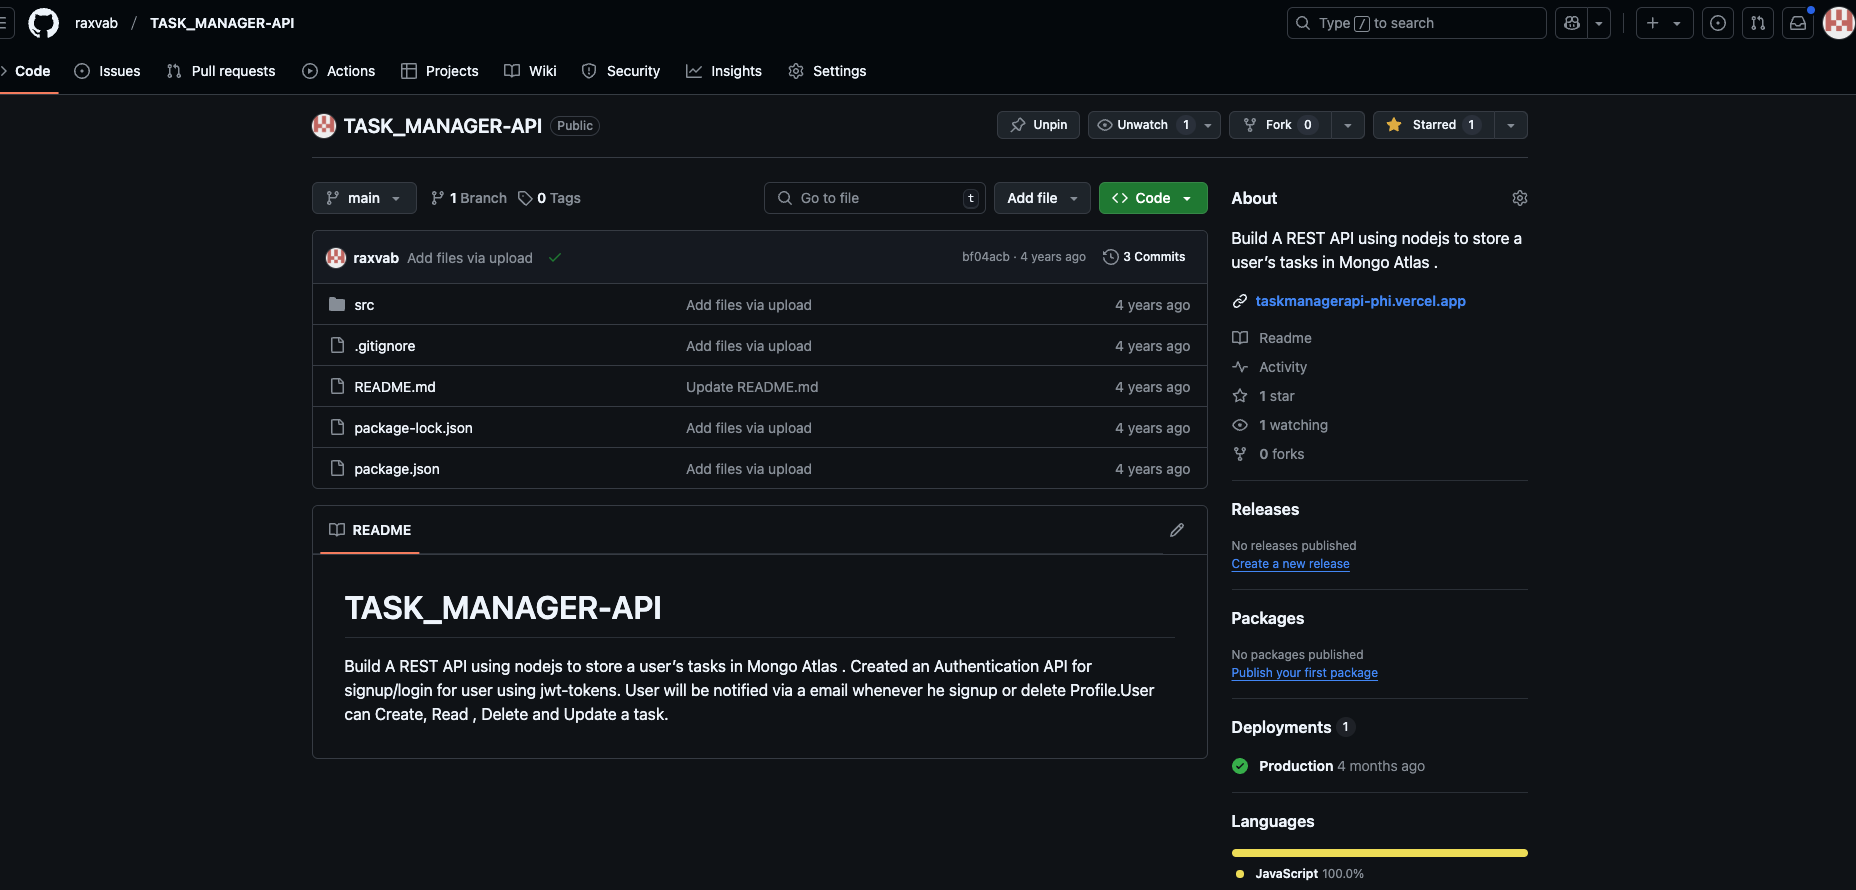 raxvab / TASK_MANAGER-API
Type / to search
Code Issues Pull requests Actions Projects Wiki Security Insights Settings
TASK_MANAGER-API Public
Unpin Unwatch 1 Fork 0 Starred 1
main 1 Branch 0 Tags Go to file t Add file Code
raxvab Add files via upload bf04acb · 4 years ago 3 Commits
src Add files via upload 4 years ago
.gitignore Add files via upload 4 years ago
README.md Update README.md 4 years ago
package-lock.json Add files via upload 4 years ago
package.json Add files via upload 4 years ago
README
TASK_MANAGER-API
Build A REST API using nodejs to store a user’s tasks in Mongo Atlas . Created an Authentication API for
signup/login for user using jwt-tokens. User will be notified via a email whenever he signup or delete Profile.User
can Create, Read , Delete and Update a task.
About
Build A REST API using nodejs to store a
user’s tasks in Mongo Atlas .
taskmanagerapi-phi.vercel.app
Readme
Activity
1 star
1 watching
0 forks
Releases
No releases published
Create a new release
Packages
No packages published
Publish your first package
Deployments 1
Production 4 months ago
Languages
JavaScript 100.0%